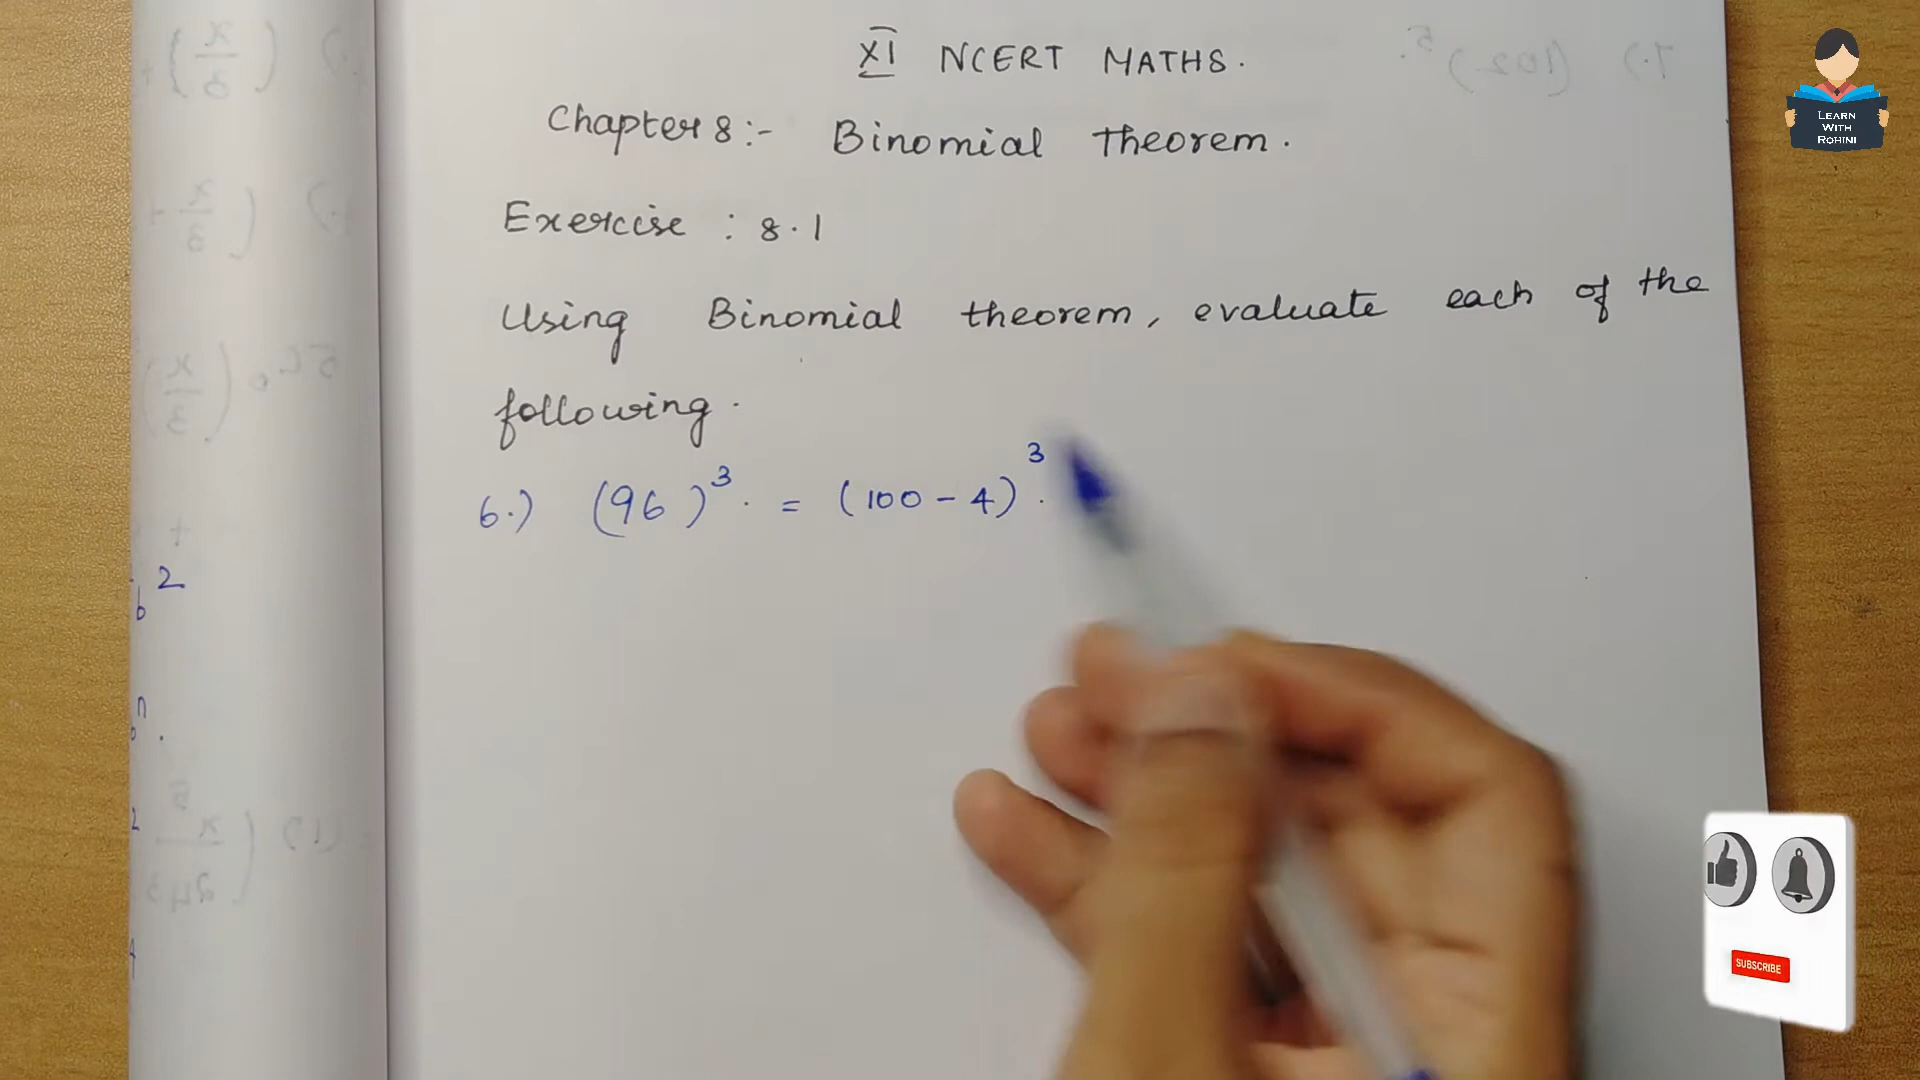 XI NCERT MATHS.
Chapter 8:- Binomial Theorem.
Exercise : 8.1
Using Binomial theorem, evaluate each of the
following.
6.) (96)³. = (100-4)³.
LEARN
WITH
ROHINI
SUBSCRIBE